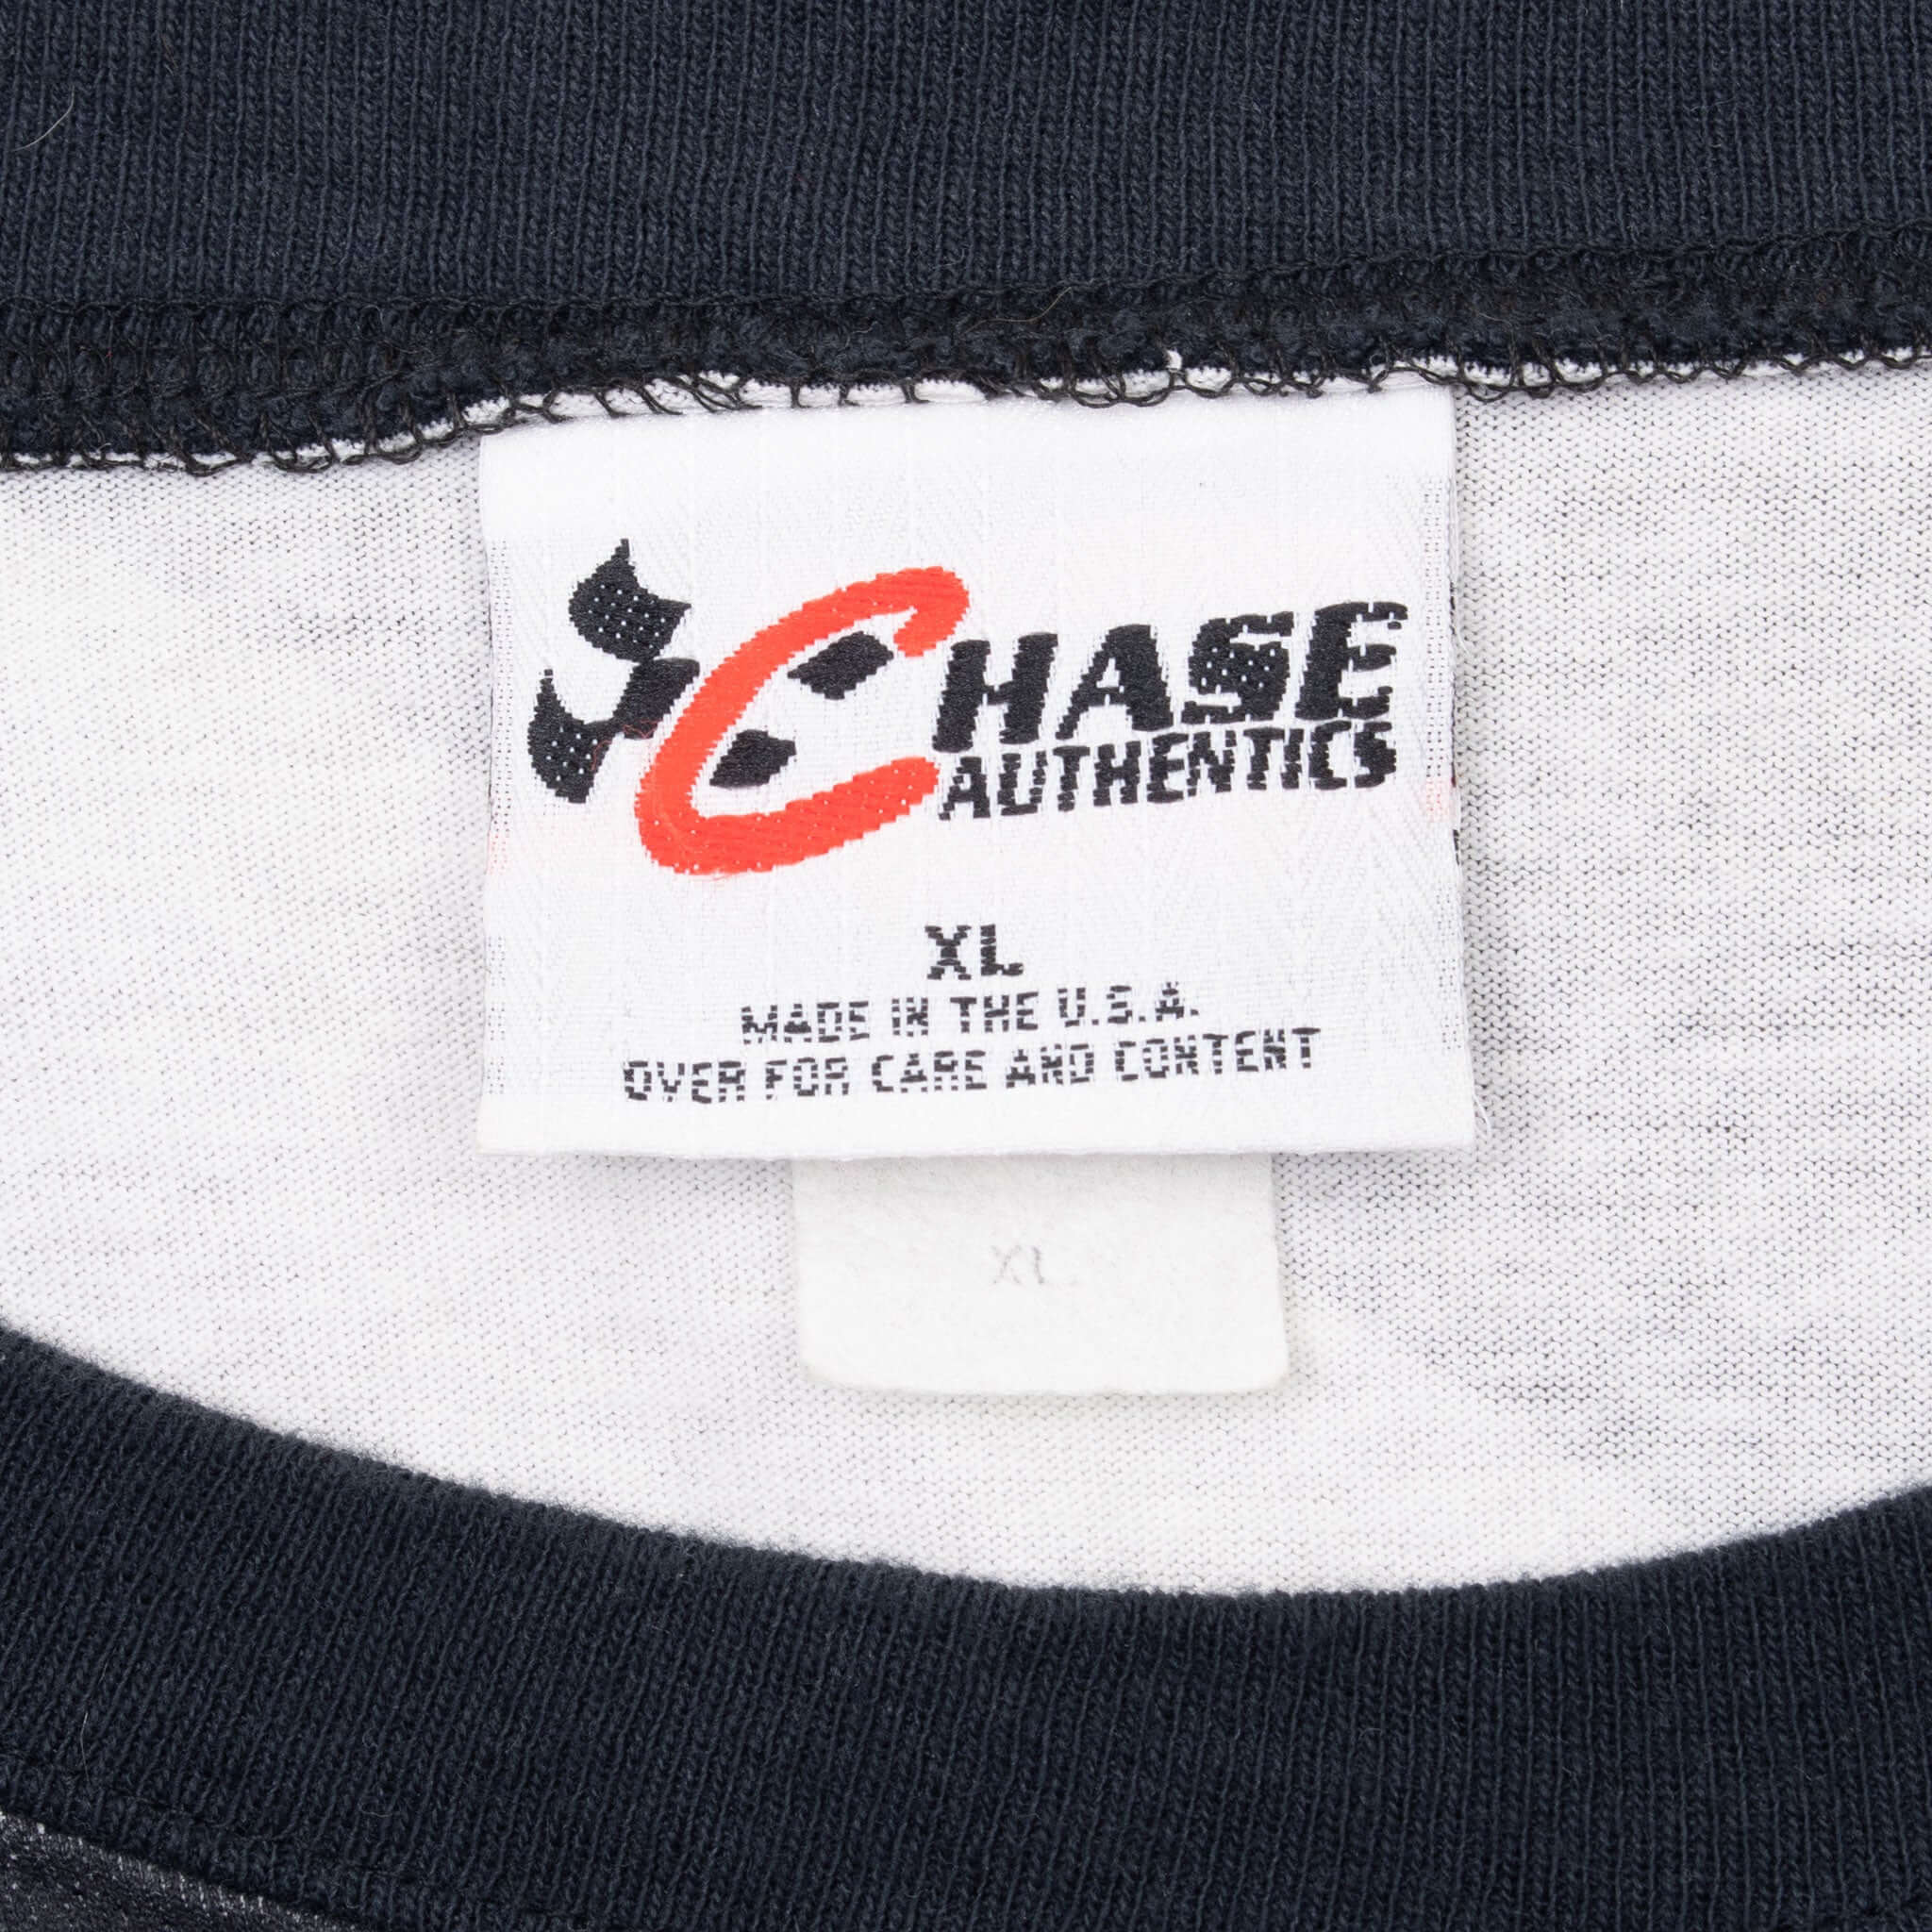 CHASE
AUTHENTICS
XL
MADE IN THE U.S.A.
OVER FOR CARE AND CONTENT
XL